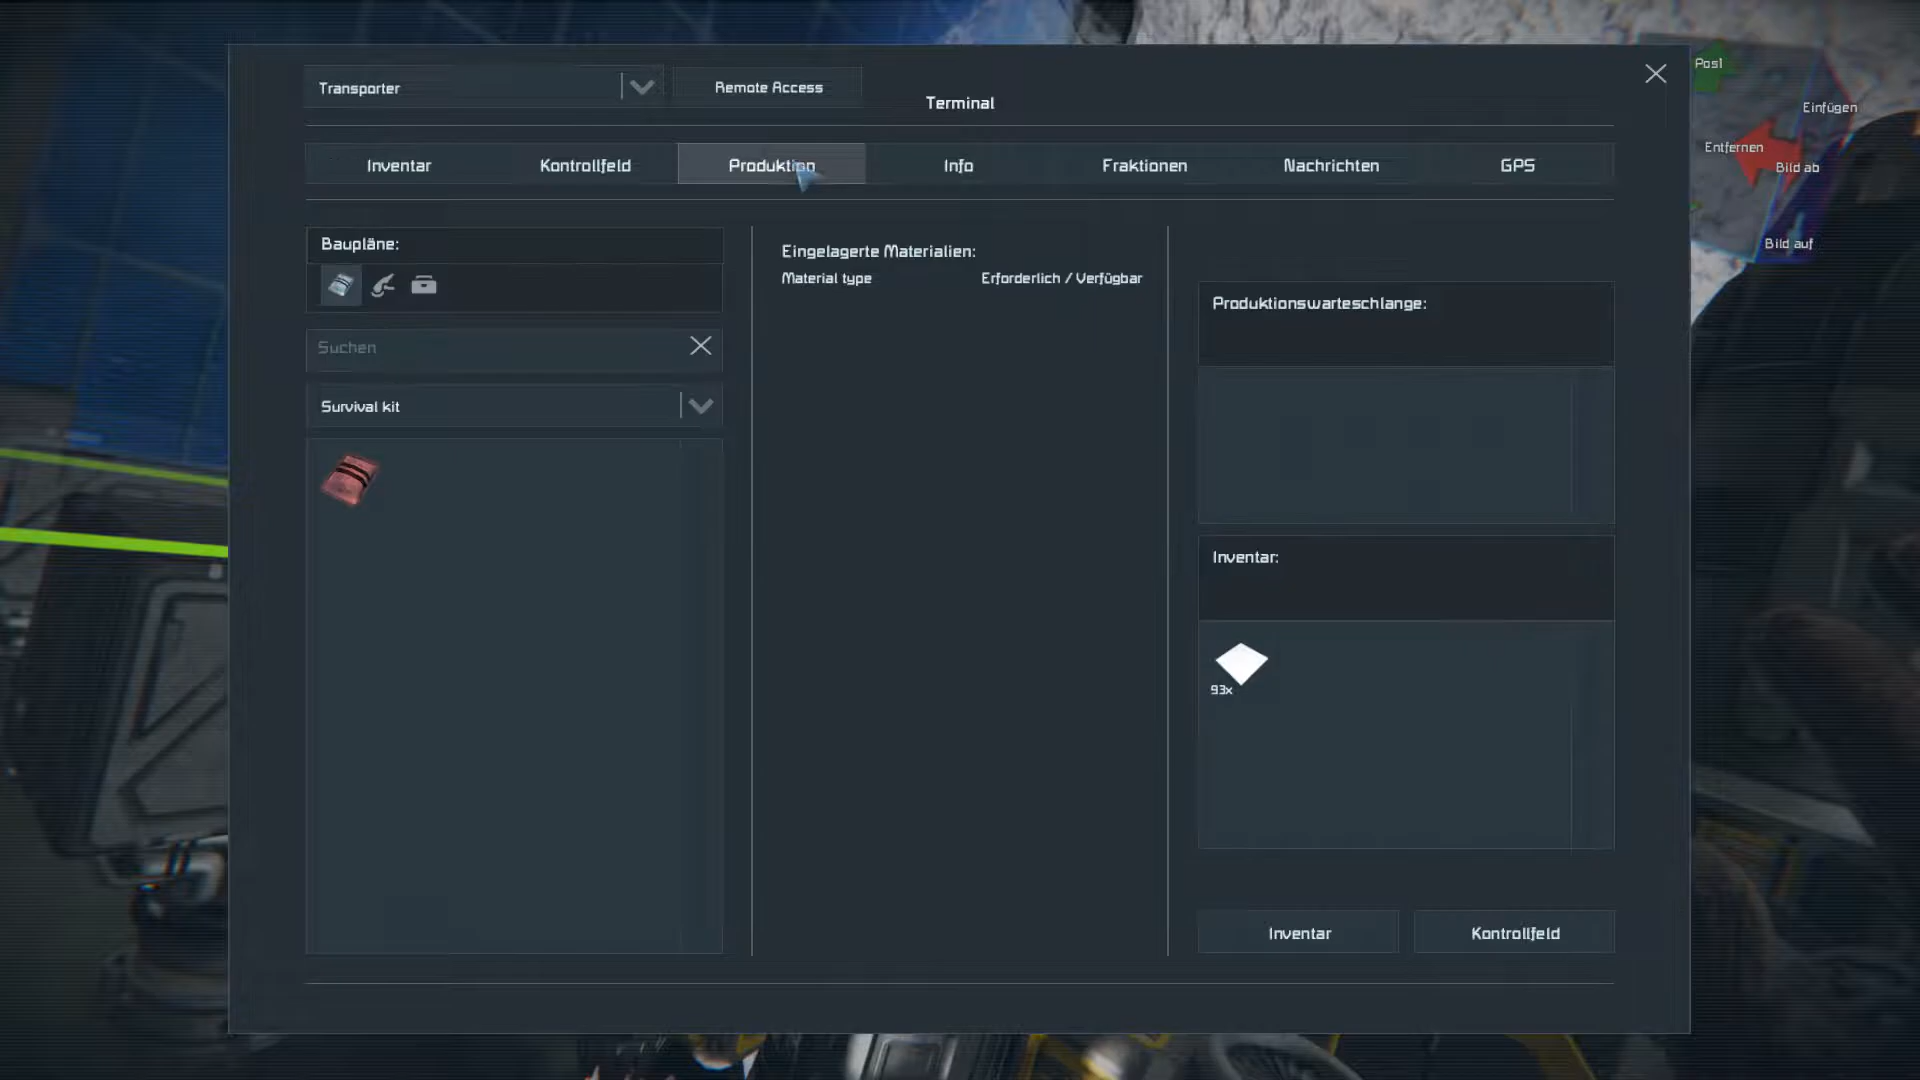 Transporter
Remote Access
Terminal
Inventar
Kontrollfeld
Produktion
Info
Fraktionen
Nachrichten
GPS
Baupläne:
Suchen
Survival kit
Eingelagerte Materialien:
Material type
Erforderlich / Verfügbar
Produktionswarteschlange:
Inventar:
93x
Inventar
Kontrollfeld
Pos1
Einfügen
Entfernen
Bild ab
Bild auf